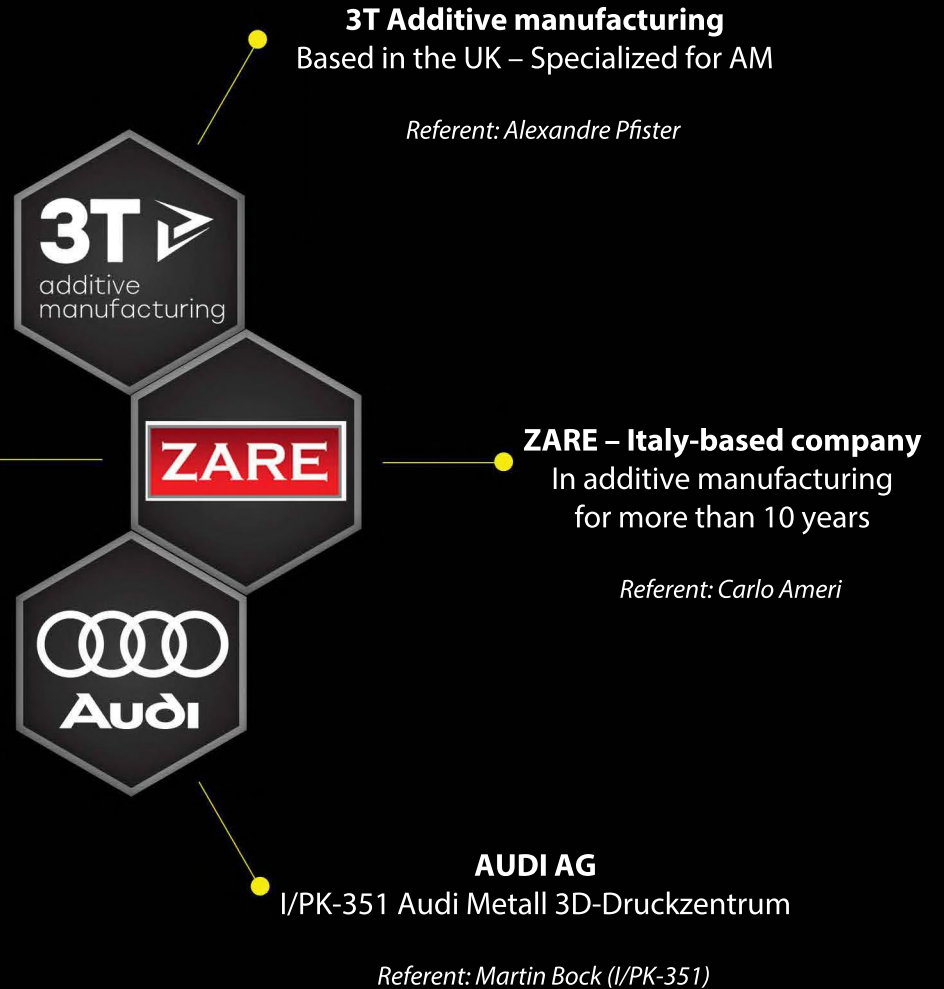 3T Additive manufacturing
Based in the UK – Specialized for AM
Referent: Alexandre Pfister
3T
additive
manufacturing
ZARE
ZARE – Italy-based company
In additive manufacturing
for more than 10 years
Referent: Carlo Ameri
Audi
AUDI AG
I/PK-351 Audi Metall 3D-Druckzentrum
Referent: Martin Bock (I/PK-351)